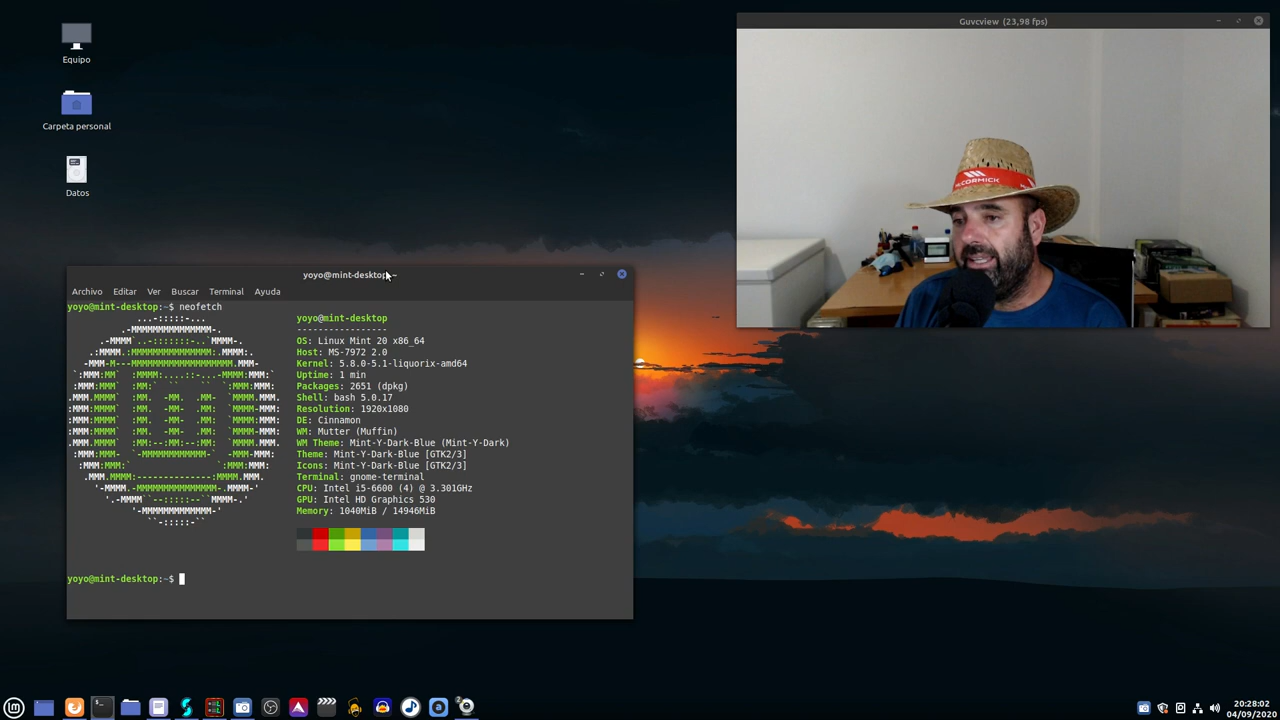 Equipo
Carpeta personal
Datos
Guvcview (23,98 fps)
McCORMICK
yoyo@mint-desktop: ~
Archivo Editar Ver Buscar Terminal Ayuda
yoyo@mint-desktop:~$ neofetch
yoyo@mint-desktop
-----------------
OS: Linux Mint 20 x86_64
Host: MS-7972 2.0
Kernel: 5.8.0-5.1-liquorix-amd64
Uptime: 1 min
Packages: 2651 (dpkg)
Shell: bash 5.0.17
Resolution: 1920x1080
DE: Cinnamon
WM: Mutter (Muffin)
WM Theme: Mint-Y-Dark-Blue (Mint-Y-Dark)
Theme: Mint-Y-Dark-Blue [GTK2/3]
Icons: Mint-Y-Dark-Blue [GTK2/3]
Terminal: gnome-terminal
CPU: Intel i5-6600 (4) @ 3.301GHz
GPU: Intel HD Graphics 530
Memory: 1040MiB / 14946MiB
yoyo@mint-desktop:~$
20:28:02
04/09/2020